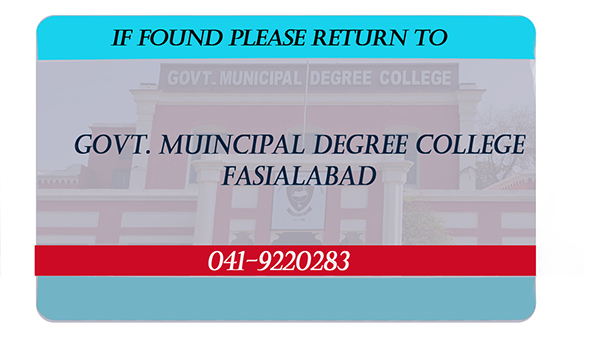 IF FOUND PLEASE RETURN TO
GOVT. MUNICIPAL DEGREE COLLEGE
GOVT. MUINCIPAL DEGREE COLLEGE
FASIALABAD
041-9220283